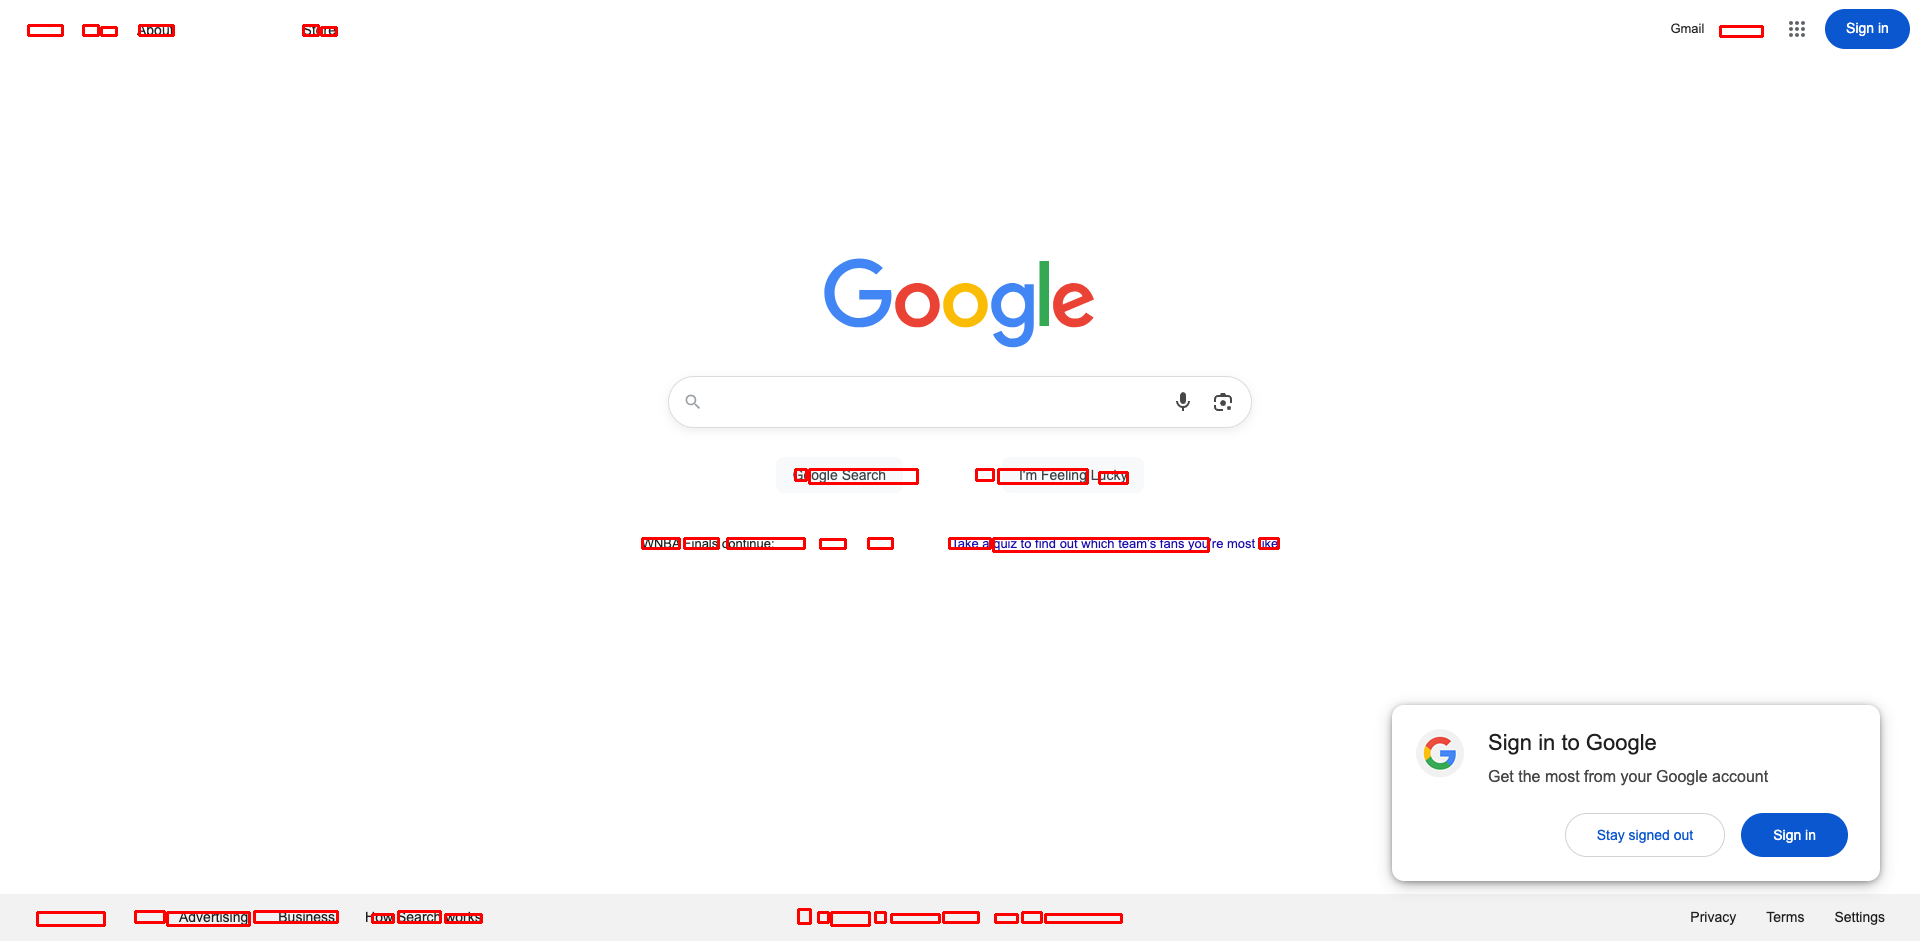 About Store Gmail Sign in
Google
Google Search I'm Feeling Lucky
WNBA Finals continue: Take a quiz to find out which team's fans you're most like
Sign in to Google
Get the most from your Google account
Stay signed out Sign in
Advertising Business How Search works Privacy Terms Settings